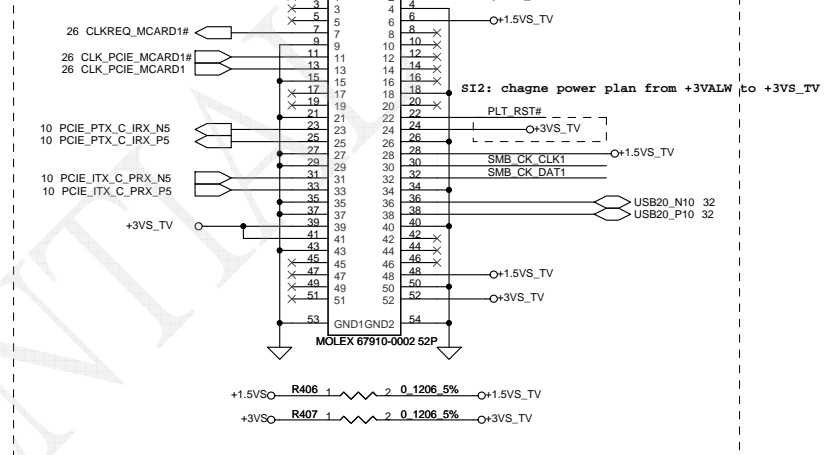 3 3 4 4
5 5 6 6 +1.5VS_TV
26 CLKREQ_MCARD1# 7 7 8 8
9 9 10 10
26 CLK_PCIE_MCARD1# 11 11 12 12
26 CLK_PCIE_MCARD1 13 13 14 14
15 15 16 16
17 17 18 18 SI2: chagne power plan from +3VALW to +3VS_TV
19 19 20 20
21 21 22 22 PLT_RST#
10 PCIE_PTX_C_IRX_N5 23 23 24 24 +3VS_TV
10 PCIE_PTX_C_IRX_P5 25 25 26 26
27 27 28 28 +1.5VS_TV
29 29 30 30 SMB_CK_CLK1
10 PCIE_ITX_C_PRX_N5 31 31 32 32 SMB_CK_DAT1
10 PCIE_ITX_C_PRX_P5 33 33 34 34
35 35 36 36 USB20_N10 32
37 37 38 38 USB20_P10 32
+3VS_TV 39 39 40 40
41 41 42 42
43 43 44 44
45 45 46 46
47 47 48 48 +1.5VS_TV
49 49 50 50
51 51 52 52 +3VS_TV
53 GND1GND2 54
MOLEX 67910-0002 52P
+1.5VS R406 1 2 0_1206_5% +1.5VS_TV
+3VS R407 1 2 0_1206_5% +3VS_TV
NTIAL